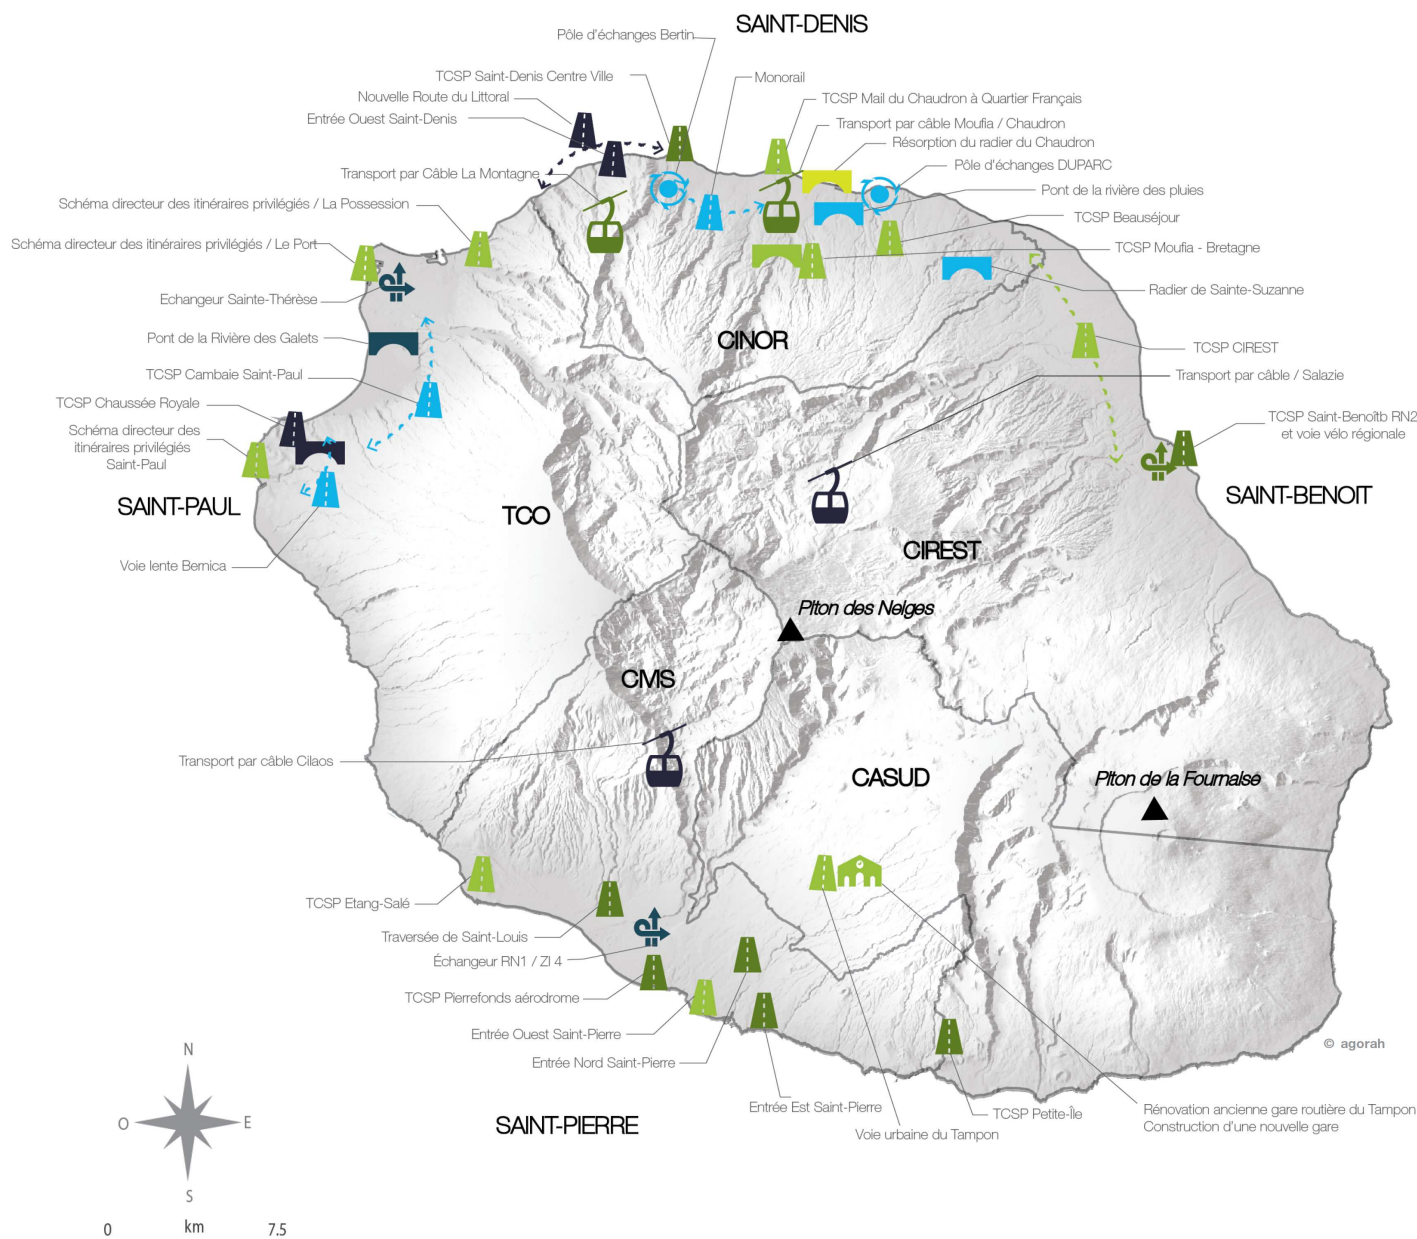 SAINT-DENIS
Pôle d'échanges Bertin
TCSP Saint-Denis Centre Ville
Monorail
Nouvelle Route du Littoral
TCSP Mail du Chaudron à Quartier Français
Entrée Ouest Saint-Denis
Transport par câble Moufia / Chaudron
Résorption du radier du Chaudron
Transport par Câble La Montagne
Pôle d'échanges DUPARC
Pont de la rivière des pluies
Schéma directeur des itinéraires privilégiés / La Possession
TCSP Beauséjour
Schéma directeur des itinéraires privilégiés / Le Port
TCSP Moufia - Bretagne
Echangeur Sainte-Thérèse
Radier de Sainte-Suzanne
Pont de la Rivière des Galets
CINOR
TCSP CIREST
TCSP Cambaie Saint-Paul
Transport par câble / Salazie
TCSP Chaussée Royale
Schéma directeur des
itinéraires privilégiés
Saint-Paul
TCSP Saint-Benoîtb RN2
et voie vélo régionale
SAINT-PAUL
TCO
SAINT-BENOIT
CIREST
Voie lente Bernica
Piton des Neiges
CIVIS
Transport par câble Cilaos
CASUD
Piton de la Fournaise
TCSP Etang-Salé
Traversée de Saint-Louis
Échangeur RN1 / ZI 4
TCSP Pierrefonds aérodrome
Entrée Ouest Saint-Pierre
Entrée Nord Saint-Pierre
© agorah
Entrée Est Saint-Pierre
TCSP Petite-Île
Rénovation ancienne gare routière du Tampon
Construction d'une nouvelle gare
SAINT-PIERRE
Voie urbaine du Tampon
N
O
E
S
0 km 7.5